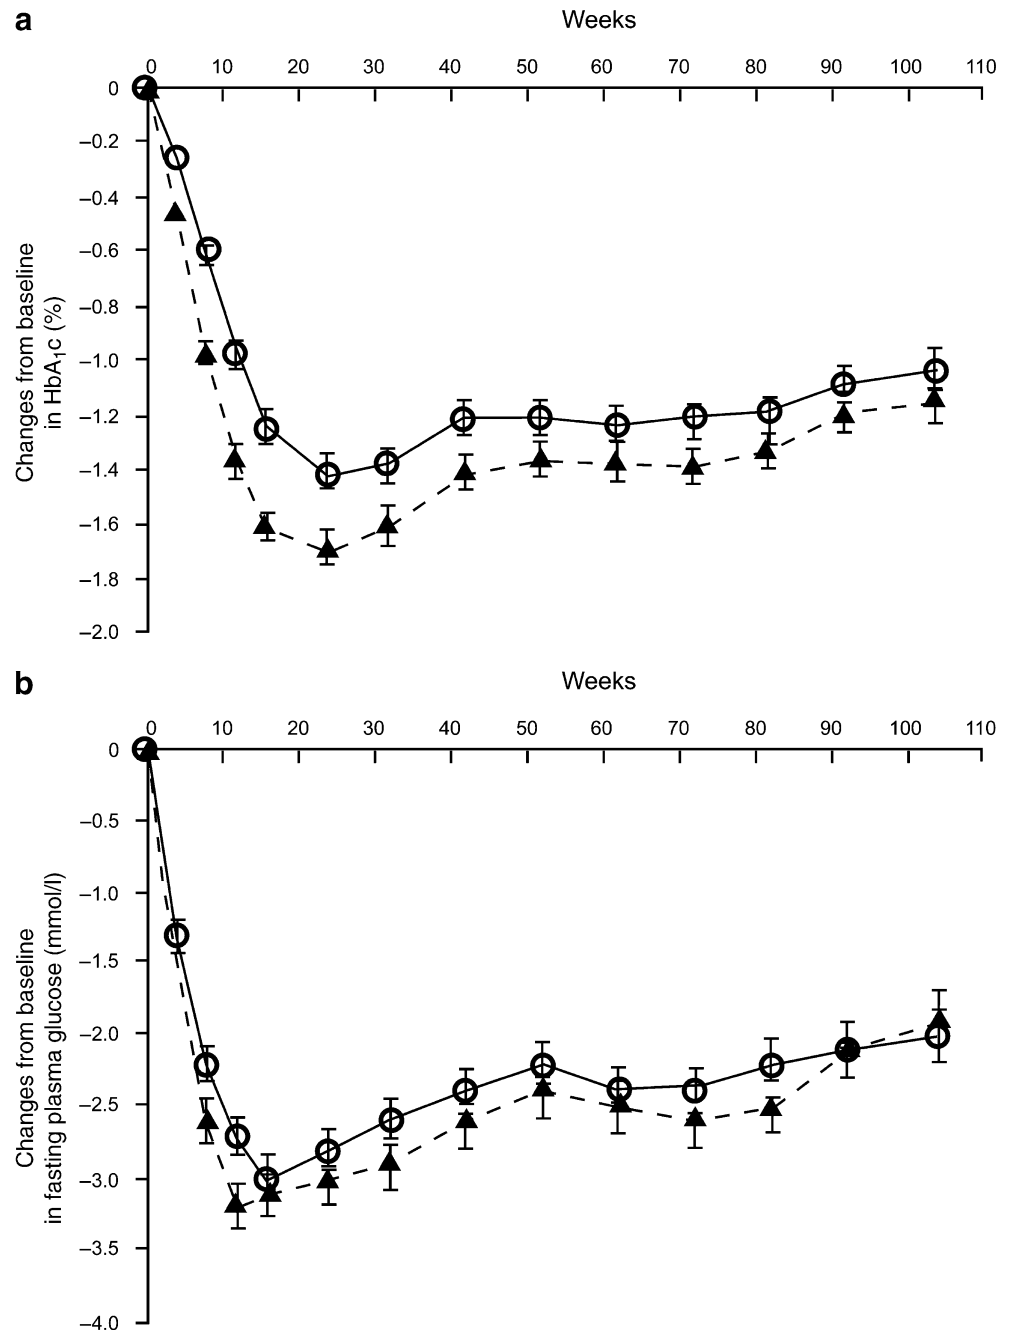 a
Weeks
0 10 20 30 40 50 60 70 80 90 100 110
0
–0.2
–0.4
–0.6
–0.8
–1.0
–1.2
–1.4
–1.6
–1.8
–2.0
Changes from baseline
in HbA₁c (%)
b
Weeks
0 10 20 30 40 50 60 70 80 90 100 110
0
–0.5
–1.0
–1.5
–2.0
–2.5
–3.0
–3.5
–4.0
Changes from baseline
in fasting plasma glucose (mmol/l)